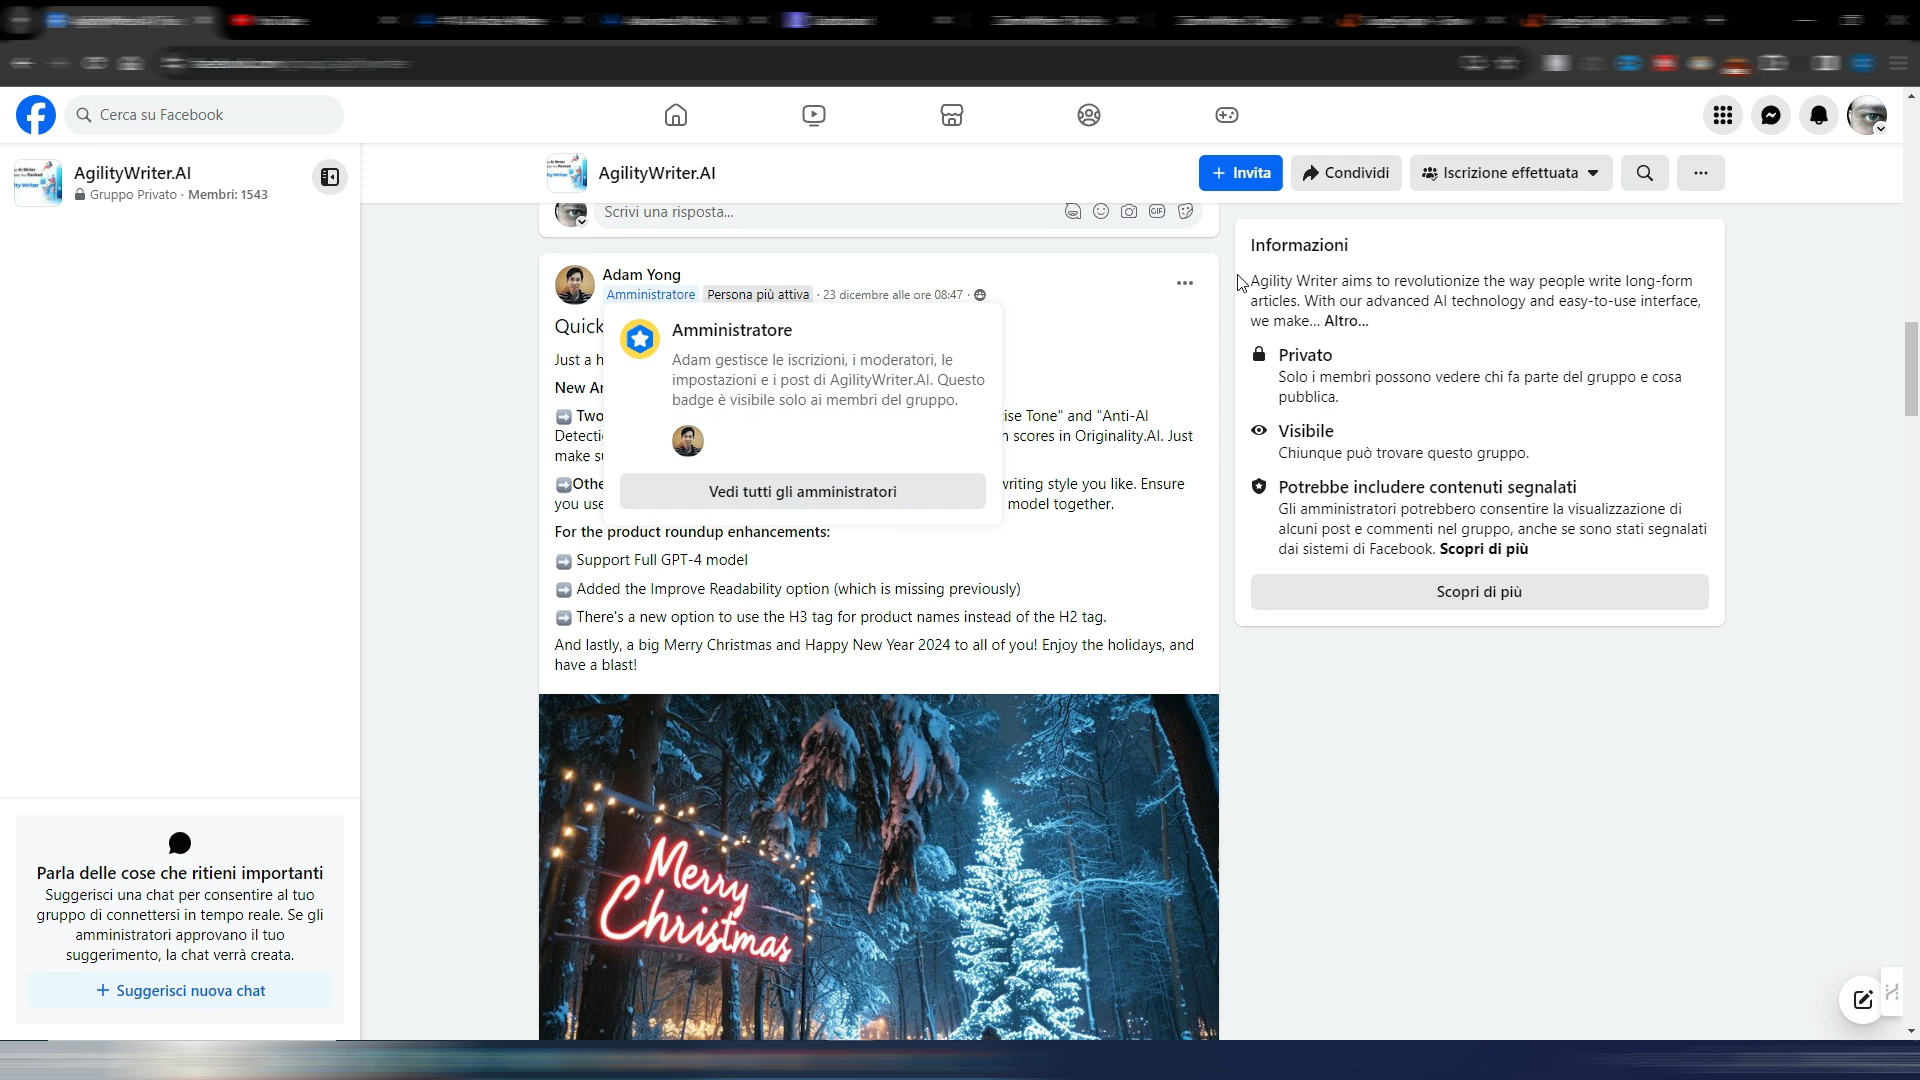 Cerca su Facebook
AgilityWriter.AI
Gruppo Privato · Membri: 1543
AgilityWriter.AI
+ Invita
Condividi
Iscrizione effettuata
Scrivi una risposta...
GIF
Adam Yong
Amministratore Persona più attiva · 23 dicembre alle ore 08:47 ·
Quick
Just a h
New Ar
Two
ise Tone" and "Anti-AI
Detecti
n scores in Originality.AI. Just
make su
Othe
writing style you like. Ensure
you use
model together.
Amministratore
Adam gestisce le iscrizioni, i moderatori, le
impostazioni e i post di AgilityWriter.AI. Questo
badge è visibile solo ai membri del gruppo.
Vedi tutti gli amministratori
For the product roundup enhancements:
Support Full GPT-4 model
Added the Improve Readability option (which is missing previously)
There's a new option to use the H3 tag for product names instead of the H2 tag.
And lastly, a big Merry Christmas and Happy New Year 2024 to all of you! Enjoy the holidays, and
have a blast!
Merry
Christmas
Informazioni
Agility Writer aims to revolutionize the way people write long-form
articles. With our advanced AI technology and easy-to-use interface,
we make... Altro...
Privato
Solo i membri possono vedere chi fa parte del gruppo e cosa
pubblica.
Visibile
Chiunque può trovare questo gruppo.
Potrebbe includere contenuti segnalati
Gli amministratori potrebbero consentire la visualizzazione di
alcuni post e commenti nel gruppo, anche se sono stati segnalati
dai sistemi di Facebook. Scopri di più
Scopri di più
Parla delle cose che ritieni importanti
Suggerisci una chat per consentire al tuo
gruppo di connettersi in tempo reale. Se gli
amministratori approvano il tuo
suggerimento, la chat verrà creata.
+ Suggerisci nuova chat